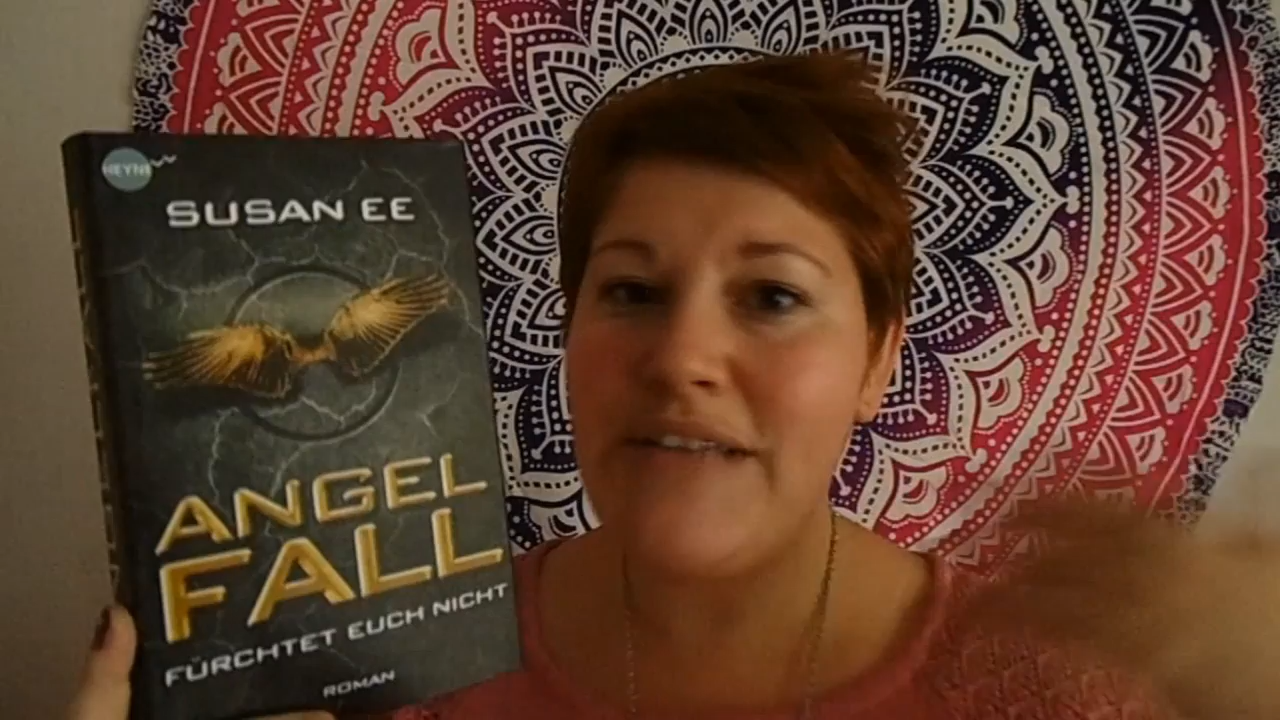 HEYNE
SUSAN EE
ANGEL
FALL
FÜRCHTET EUCH NICHT
ROMAN